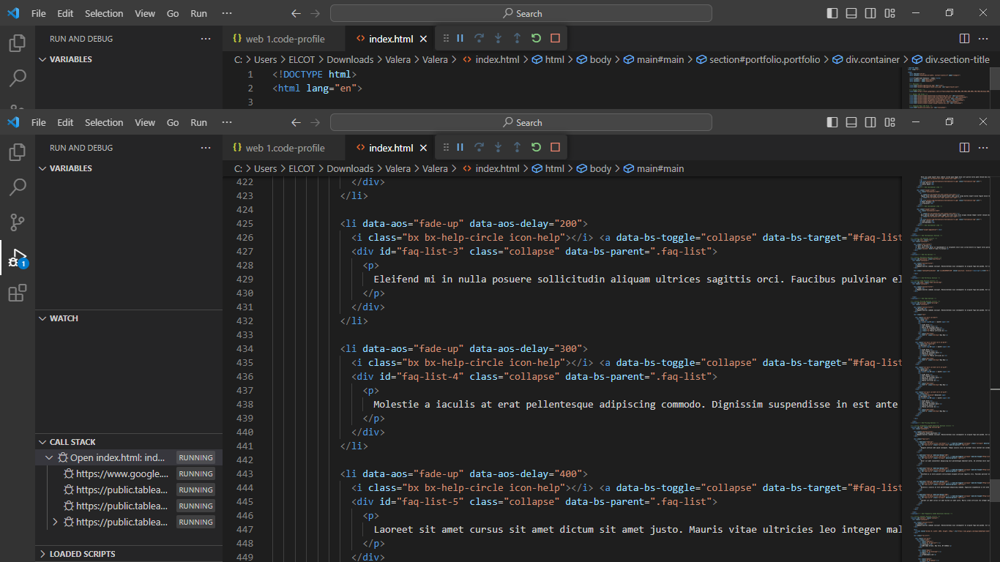 File Edit Selection View Go Run ··· Search
RUN AND DEBUG ··· web 1.code-profile index.html
VARIABLES C: > Users > ELCOT > Downloads > Valera > Valera > index.html > html > body > main#main > section#portfolio.portfolio > div.container > div.section-title
1 <!DOCTYPE html>
2 <html lang="en">
3
File Edit Selection View Go Run ··· Search
RUN AND DEBUG ··· web 1.code-profile index.html
VARIABLES C: > Users > ELCOT > Downloads > Valera > Valera > index.html > html > body > main#main
422 </div>
423 </li>
424
425 <li data-aos="fade-up" data-aos-delay="200">
426 <i class="bx bx-help-circle icon-help"></i> <a data-bs-toggle="collapse" data-bs-target="#faq-list
427 <div id="faq-list-3" class="collapse" data-bs-parent=".faq-list">
428 <p>
429 Eleifend mi in nulla posuere sollicitudin aliquam ultrices sagittis orci. Faucibus pulvinar el
430 </p>
431 </div>
432 </li>
433
434 <li data-aos="fade-up" data-aos-delay="300">
435 <i class="bx bx-help-circle icon-help"></i> <a data-bs-toggle="collapse" data-bs-target="#faq-list
436 <div id="faq-list-4" class="collapse" data-bs-parent=".faq-list">
437 <p>
438 Molestie a iaculis at erat pellentesque adipiscing commodo. Dignissim suspendisse in est ante
439 </p>
440 </div>
441 </li>
442
443 <li data-aos="fade-up" data-aos-delay="400">
444 <i class="bx bx-help-circle icon-help"></i> <a data-bs-toggle="collapse" data-bs-target="#faq-list
445 <div id="faq-list-5" class="collapse" data-bs-parent=".faq-list">
446 <p>
447 Laoreet sit amet cursus sit amet dictum sit amet justo. Mauris vitae ultricies leo integer mal
448 </p>
449 </div>
1
WATCH
CALL STACK
Open index.html: ind... RUNNING
https://www.google.... RUNNING
https://public.tablea... RUNNING
https://public.tablea... RUNNING
https://public.tablea... RUNNING
LOADED SCRIPTS